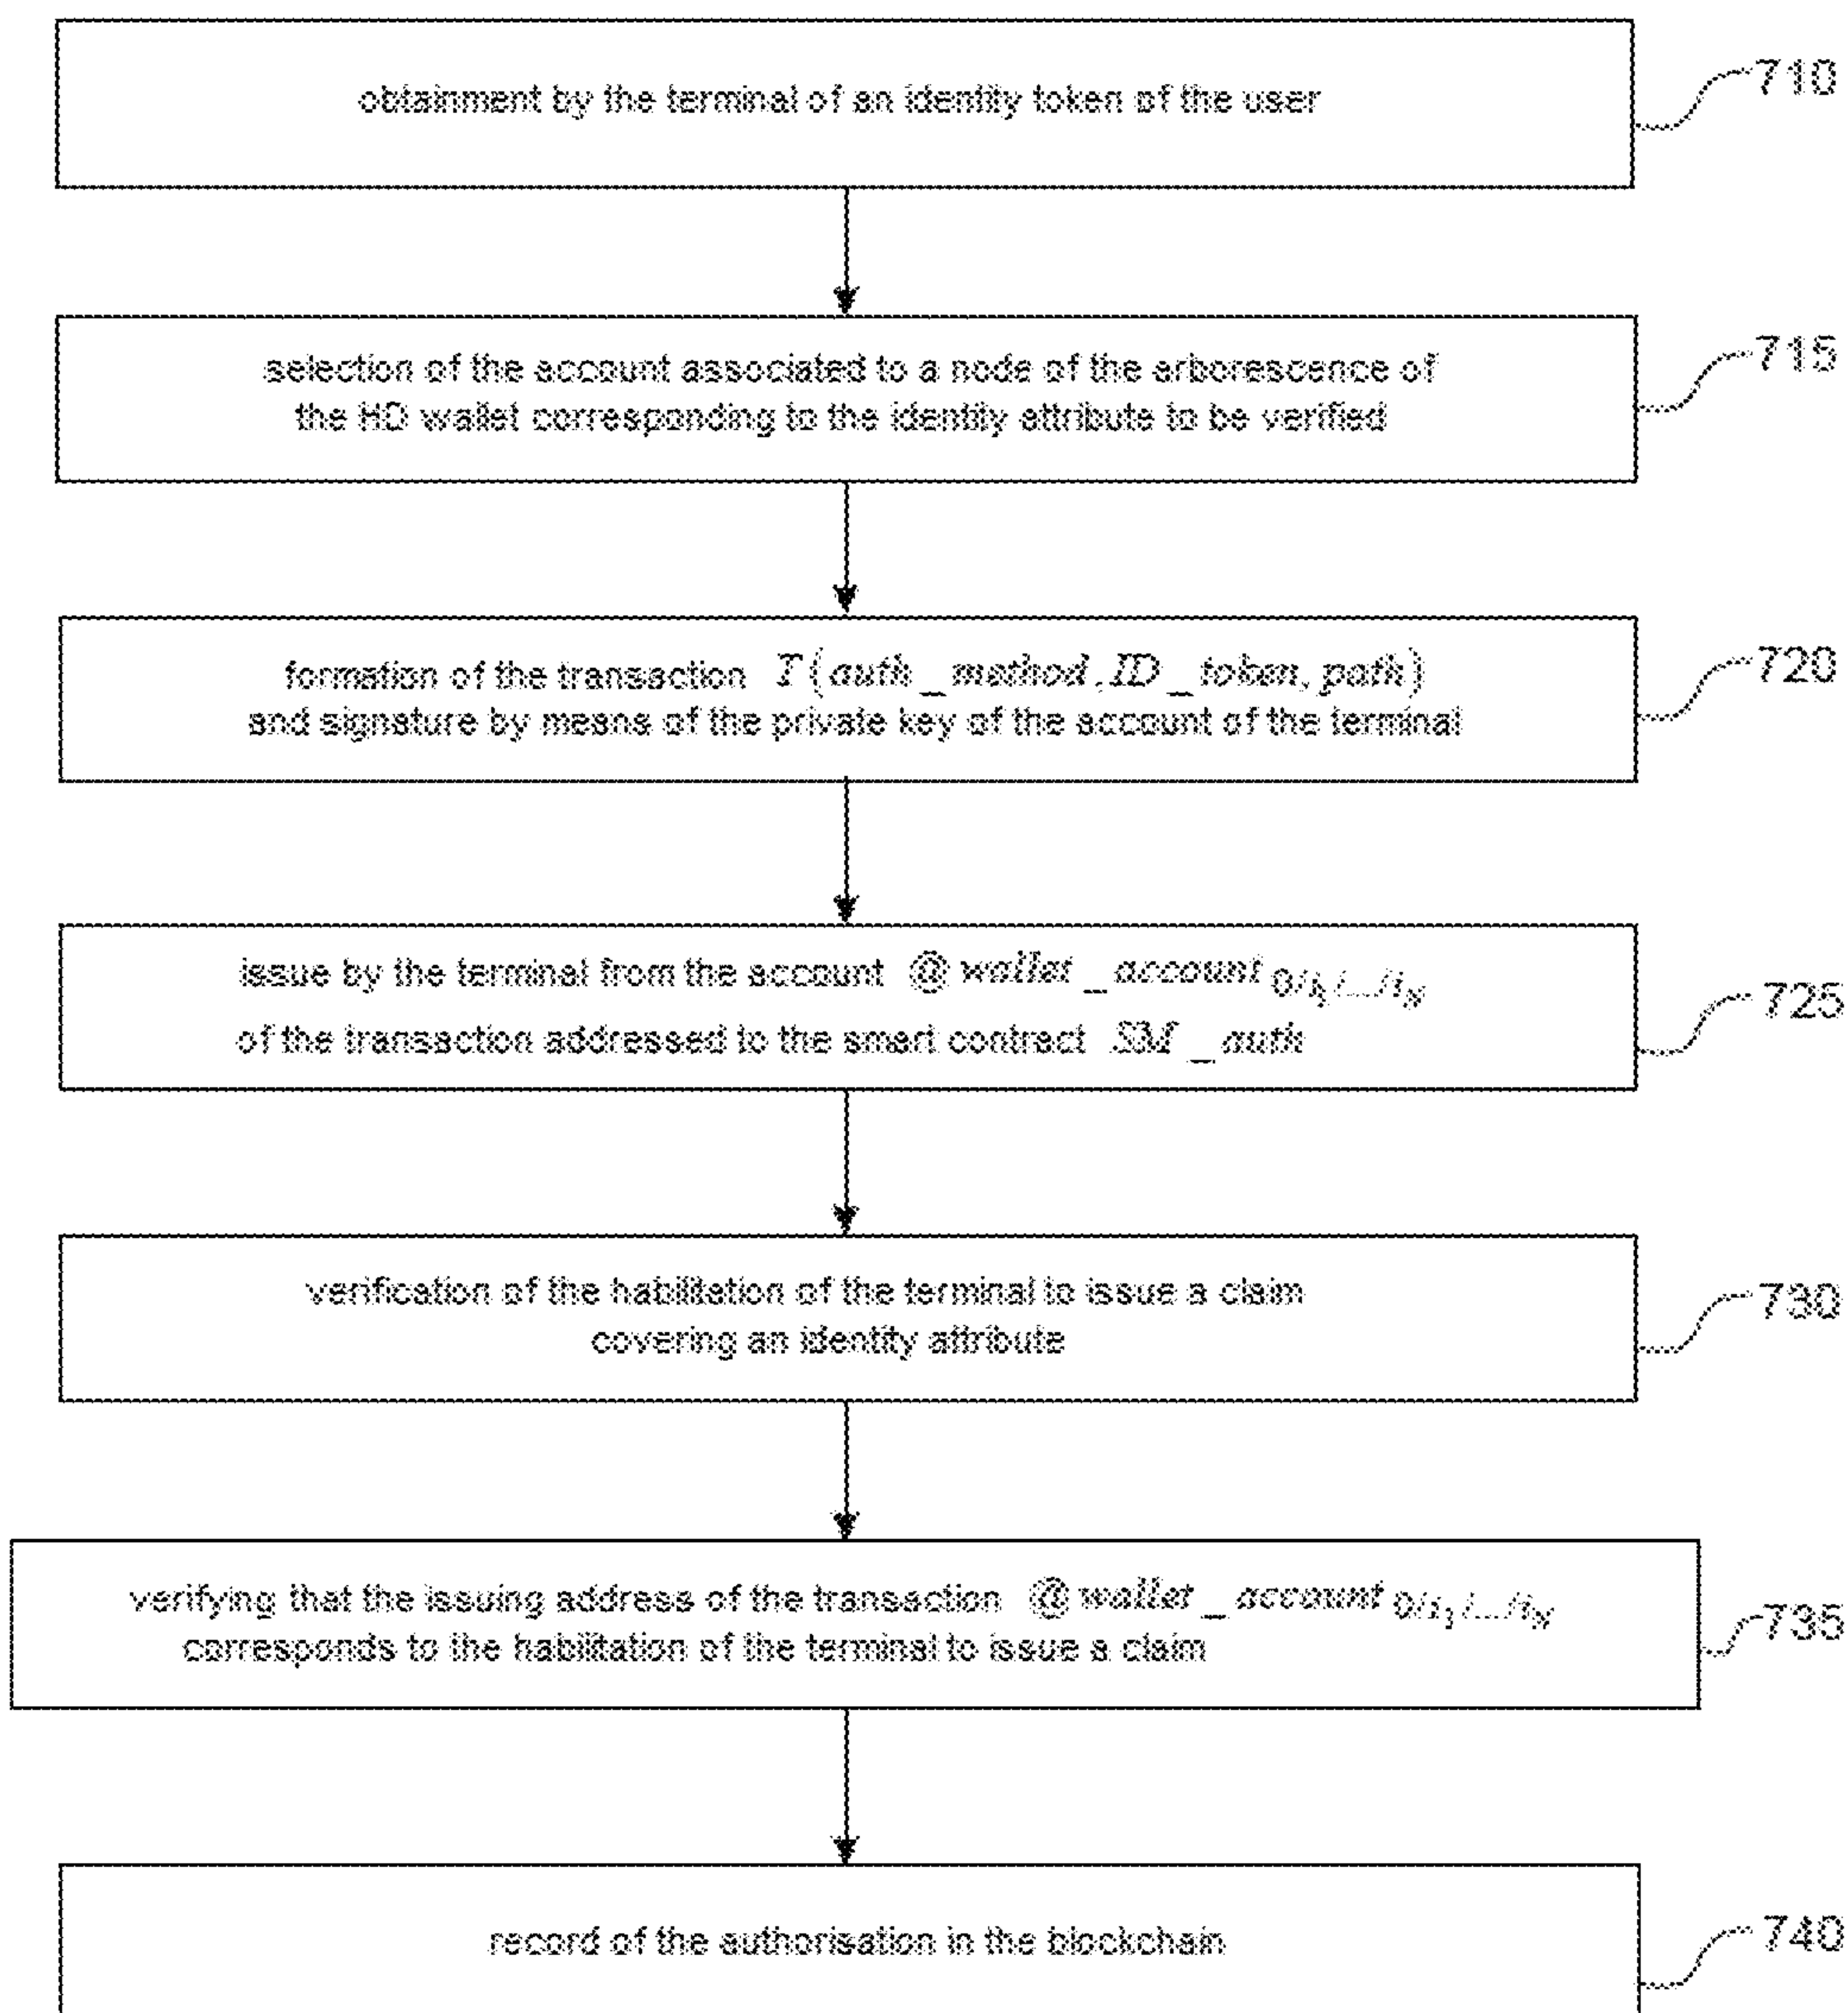 obtainment by the terminal of an identity token of the user
710
selection of the account associated to a node of the arborescence of
the HD wallet corresponding to the identity attribute to be verified
715
formation of the transaction T(auth_method,ID_token,path)
and signature by means of the private key of the account of the terminal
720
issue by the terminal from the account @wallet_account 0/i1/.../iN
of the transaction addressed to the smart contract SM_auth
725
verification of the habilitation of the terminal to issue a claim
covering an identity attribute
730
verifying that the issuing address of the transaction @wallet_account 0/i1/.../iN
corresponds to the habilitation of the terminal to issue a claim
735
record of the authorisation in the blockchain
740